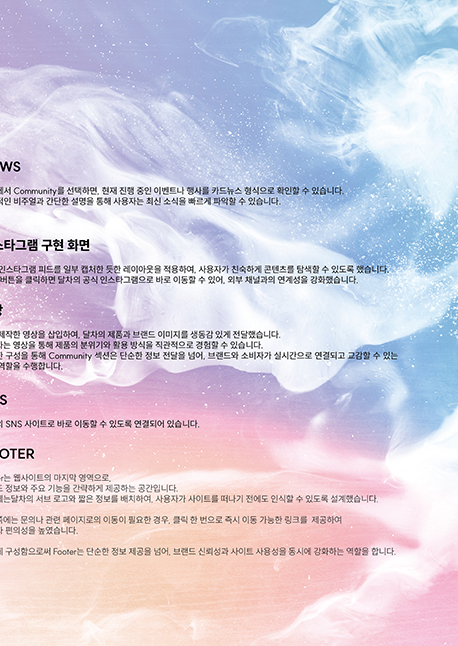 WS
에서 Community를 선택하면, 현재 진행 중인 이벤트나 행사를 카드뉴스 형식으로 확인할 수 있습니다.
적인 비주얼과 간단한 설명을 통해 사용자는 최신 소식을 빠르게 파악할 수 있습니다.
스타그램 구현 화면
인스타그램 피드를 일부 캡처한 듯한 레이아웃을 적용하여, 사용자가 친숙하게 콘텐츠를 탐색할 수 있도록 했습니다.
버튼을 클릭하면 달차의 공식 인스타그램으로 바로 이동할 수 있어, 외부 채널과의 연계성을 강화했습니다.
상
제작한 영상을 삽입하여, 달차의 제품과 브랜드 이미지를 생동감 있게 전달했습니다.
는 영상을 통해 제품의 분위기와 활용 방식을 직관적으로 경험할 수 있습니다.
한 구성을 통해 Community 섹션은 단순한 정보 전달을 넘어, 브랜드와 소비자가 실시간으로 연결되고 교감할 수 있는
역할을 수행합니다.
S
SNS 사이트로 바로 이동할 수 있도록 연결되어 있습니다.
OOTER
er는 웹사이트의 마지막 영역으로,
정보와 주요 기능을 간략하게 제공하는 공간입니다.
에는달차의 서브 로고와 짧은 정보를 배치하여, 사용자가 사이트를 떠나기 전에도 인식할 수 있도록 설계했습니다.
쪽에는 문의나 관련 페이지로의 이동이 필요한 경우, 클릭 한 번으로 즉시 이동 가능한 링크를 제공하여
편의성을 높였습니다.
구성함으로써 Footer는 단순한 정보 제공을 넘어, 브랜드 신뢰성과 사이트 사용성을 동시에 강화하는 역할을 합니다.